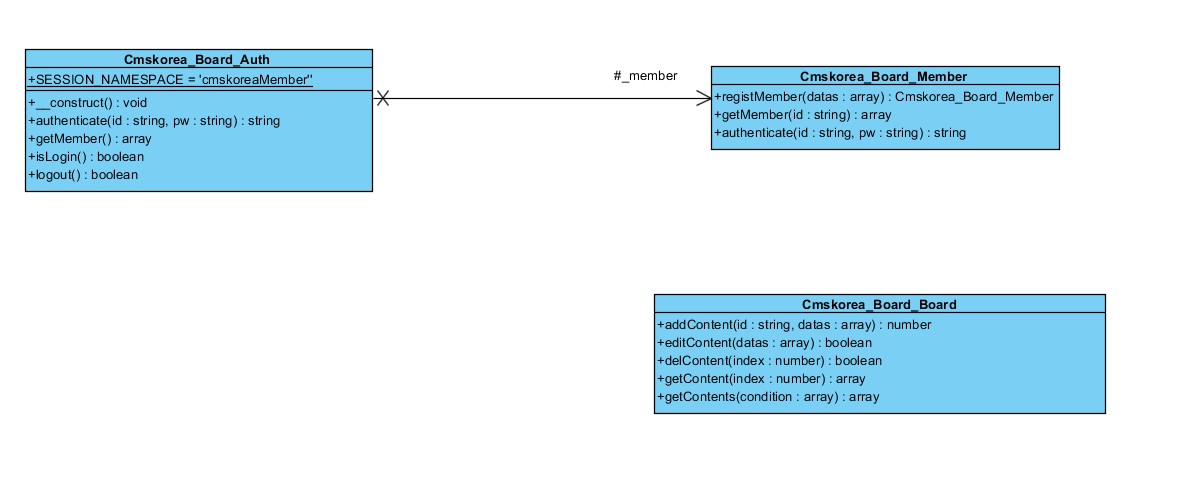 Cmskorea_Board_Auth
+SESSION_NAMESPACE = 'cmskoreaMember''
+__construct() : void
+authenticate(id : string, pw : string) : string
+getMember() : array
+isLogin() : boolean
+logout() : boolean
#_member
Cmskorea_Board_Member
+registMember(datas : array) : Cmskorea_Board_Member
+getMember(id : string) : array
+authenticate(id : string, pw : string) : string
Cmskorea_Board_Board
+addContent(id : string, datas : array) : number
+editContent(datas : array) : boolean
+delContent(index : number) : boolean
+getContent(index : number) : array
+getContents(condition : array) : array